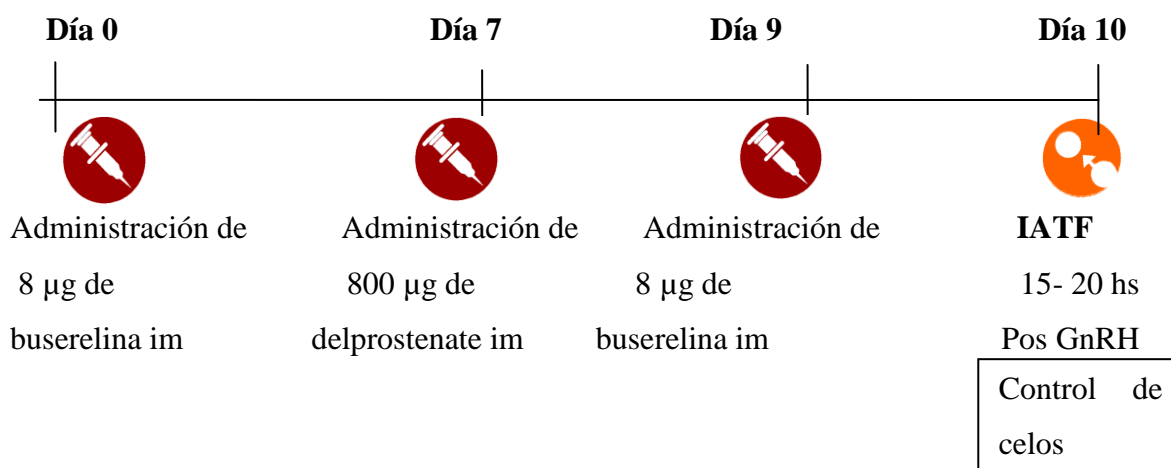 Día 0 Día 7 Día 9 Día 10
Administración de Administración de Administración de IATF
8 µg de 800 µg de 8 µg de 15- 20 hs
buserelina im delprostenate im buserelina im Pos GnRH
Control de
celos